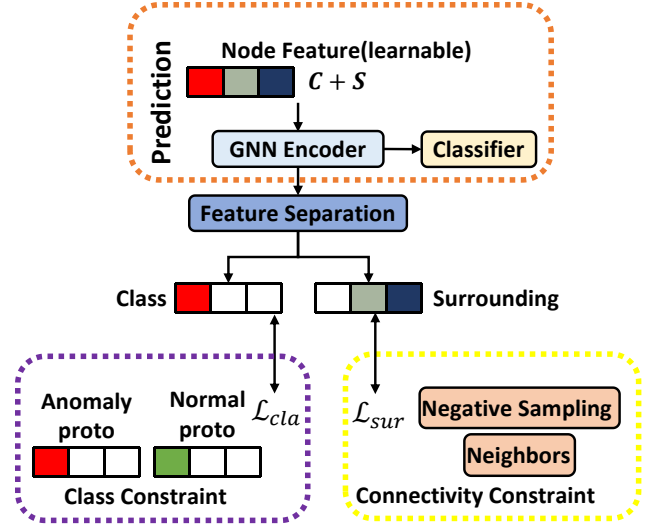 Node Feature(learnable)
C + S
Prediction
GNN Encoder
Classifier
Feature Separation
Class
Surrounding
Anomaly
proto
Normal
proto
ℒcla
Class Constraint
ℒsur
Negative Sampling
Neighbors
Connectivity Constraint